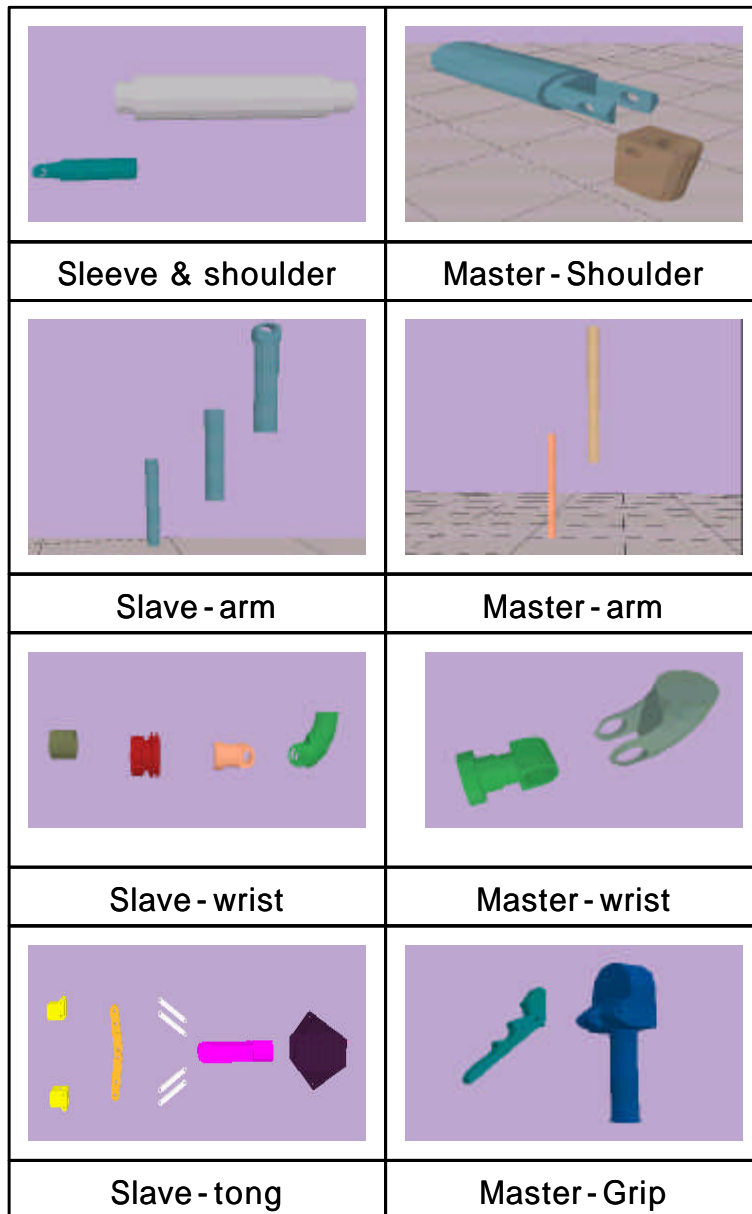 Sleeve & shoulder
Master-Shoulder
Slave-arm
Master-arm
Slave-wrist
Master-wrist
Slave-tong
Master-Grip